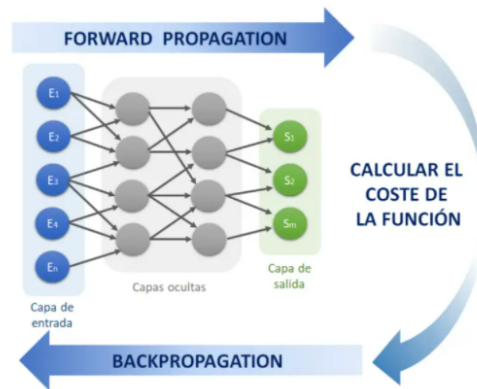 FORWARD PROPAGATION
E1
E2
E3
E4
En
S1
S2
Sm
Capa de
entrada
Capas ocultas
Capa de
salida
CALCULAR EL
COSTE DE
LA FUNCIÓN
BACKPROPAGATION